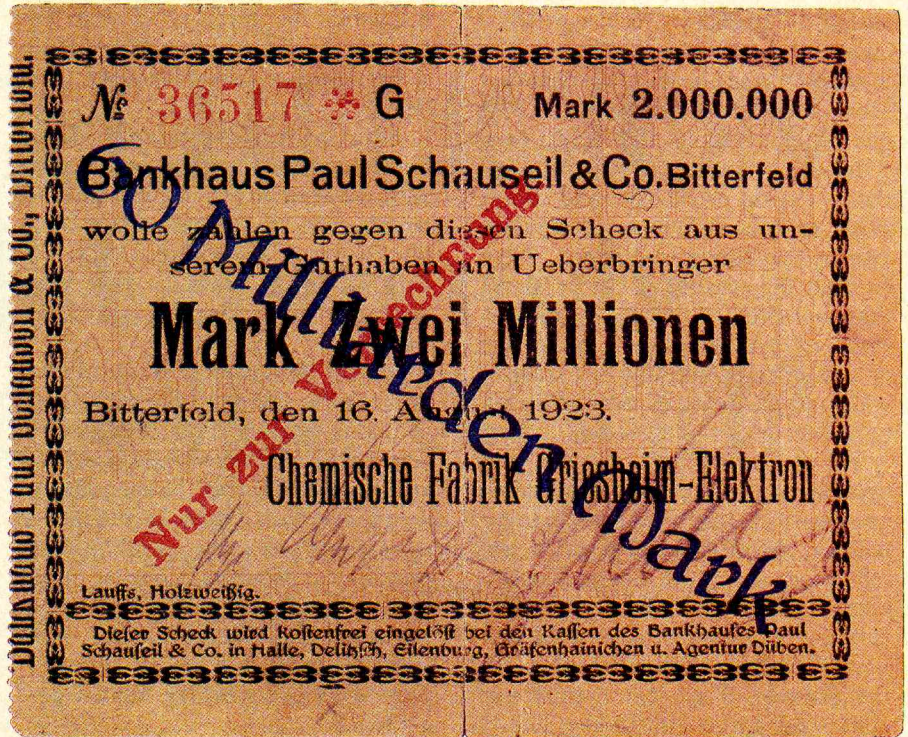 № 36517 G Mark 2.000.000
Bankhaus Paul Schauseil & Co. Bitterfeld
wolle zahlen gegen diesen Scheck aus un-
serem Guthaben an Ueberbringer
Mark Zwei Millionen
Bitterfeld, den 16. August 1923.
Chemische Fabrik Griesheim-Elektron
Lauffs, Holzweißig.
Dieser Scheck wird kostenfrei eingelöst bei den Kassen des Bankhauses Paul
Schauseil & Co. in Halle, Delitzsch, Eilenburg, Gräfenhainichen u. Agentur Düben.
Nur zur Verrechnung.
60 Milliarden Mark